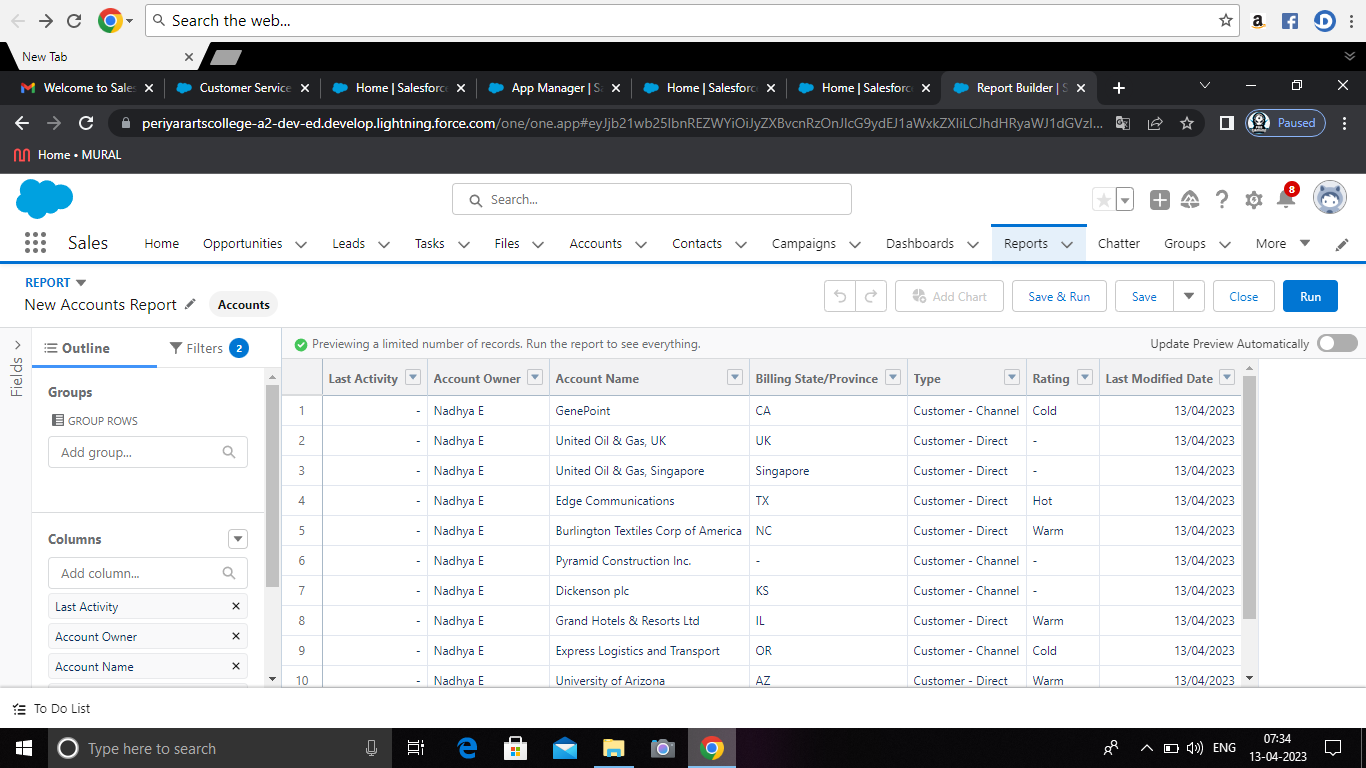 Search the web...
New Tab
Welcome to Sales
Customer Service
Home | Salesforce
App Manager | S
Home | Salesforce
Home | Salesforce
Report Builder | S
periyarartscollege-a2-dev-ed.develop.lightning.force.com
Paused
Home • MURAL
Search...
8
Sales
Home
Opportunities
Leads
Tasks
Files
Accounts
Contacts
Campaigns
Dashboards
Reports
Chatter
Groups
More
REPORT
New Accounts Report
Accounts
Add Chart
Save & Run
Save
Close
Run
Fields
Outline
Filters 2
Previewing a limited number of records. Run the report to see everything.
Update Preview Automatically
Groups
GROUP ROWS
Add group...
Columns
Add column...
Last Activity
Account Owner
Account Name
Last Activity Account Owner Account Name Billing State/Province Type Rating Last Modified Date
1 - Nadhya E GenePoint CA Customer - Channel Cold 13/04/2023
2 - Nadhya E United Oil & Gas, UK UK Customer - Direct - 13/04/2023
3 - Nadhya E United Oil & Gas, Singapore Singapore Customer - Direct - 13/04/2023
4 - Nadhya E Edge Communications TX Customer - Direct Hot 13/04/2023
5 - Nadhya E Burlington Textiles Corp of America NC Customer - Direct Warm 13/04/2023
6 - Nadhya E Pyramid Construction Inc. - Customer - Channel - 13/04/2023
7 - Nadhya E Dickenson plc KS Customer - Channel - 13/04/2023
8 - Nadhya E Grand Hotels & Resorts Ltd IL Customer - Direct Warm 13/04/2023
9 - Nadhya E Express Logistics and Transport OR Customer - Channel Cold 13/04/2023
10 - Nadhya E University of Arizona AZ Customer - Direct Warm 13/04/2023
To Do List
Type here to search
ENG
07:34
13-04-2023